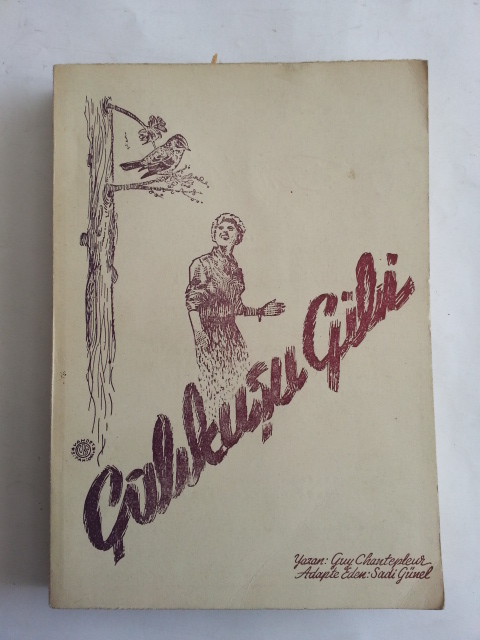 Çalıkuşu Gibi
Yazan: Guy Chantepleur
Adapte Eden: Sadi Günel